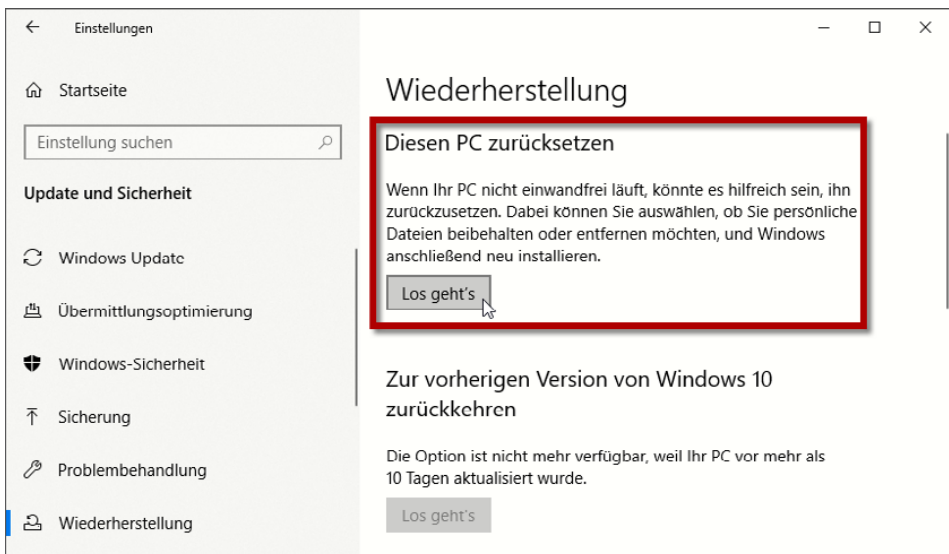 Einstellungen
Startseite
Einstellung suchen
Update und Sicherheit
Windows Update
Übermittlungsoptimierung
Windows-Sicherheit
Sicherung
Problembehandlung
Wiederherstellung
Wiederherstellung
Diesen PC zurücksetzen
Wenn Ihr PC nicht einwandfrei läuft, könnte es hilfreich sein, ihn
zurückzusetzen. Dabei können Sie auswählen, ob Sie persönliche
Dateien beibehalten oder entfernen möchten, und Windows
anschließend neu installieren.
Los geht's
Zur vorherigen Version von Windows 10
zurückkehren
Die Option ist nicht mehr verfügbar, weil Ihr PC vor mehr als
10 Tagen aktualisiert wurde.
Los geht's